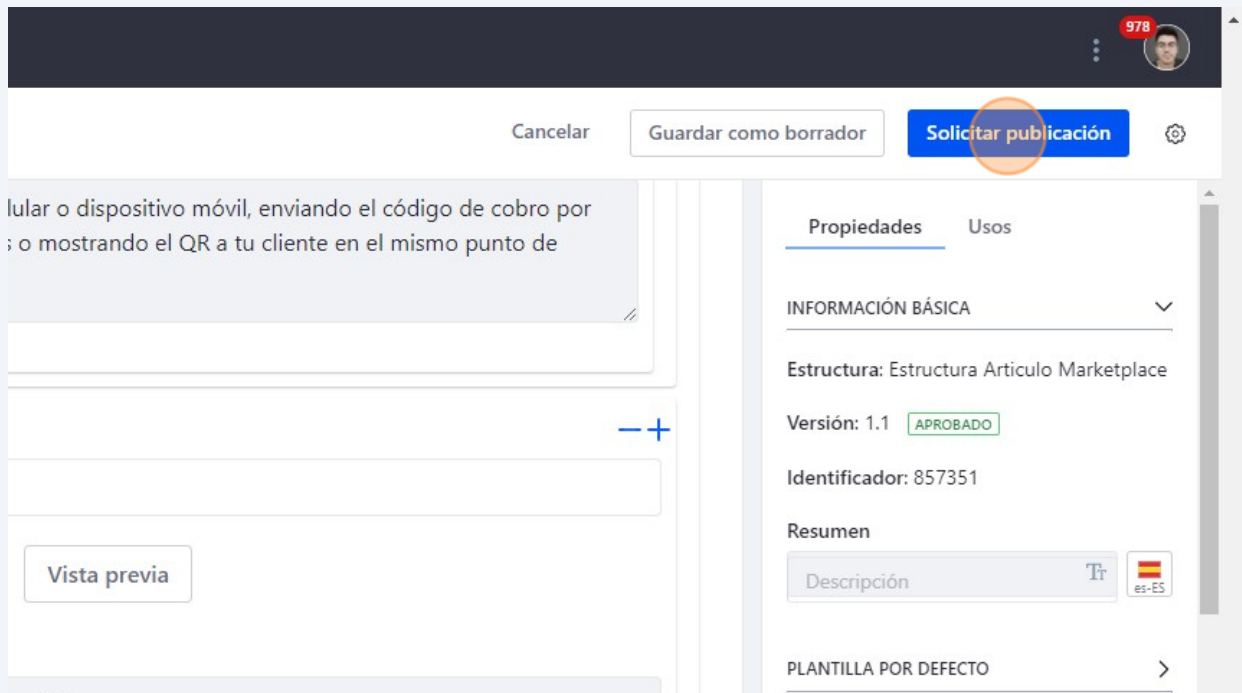 978
Cancelar
Guardar como borrador
Solicitar publicación
lular o dispositivo móvil, enviando el código de cobro por
o mostrando el QR a tu cliente en el mismo punto de
Vista previa
Propiedades
Usos
INFORMACIÓN BÁSICA
Estructura: Estructura Articulo Marketplace
Versión: 1.1 APROBADO
Identificador: 857351
Resumen
Descripción
es-ES
PLANTILLA POR DEFECTO